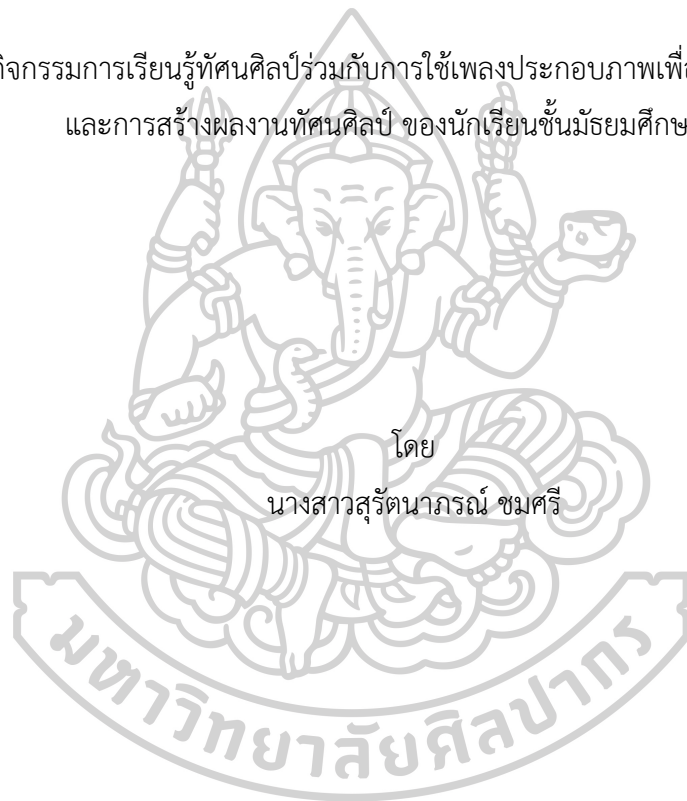 กิจกรรมการเรียนรู้ทัศนศิลป์ร่วมกับการใช้เพลงประกอบภาพเพื่อ
และการสร้างผลงานทัศนศิลป์ ของนักเรียนชั้นมัธยมศึกษ
โดย
นางสาวสุรัตนาภรณ์ ชมศรี
มหาวิทยาลัยศิลปากร